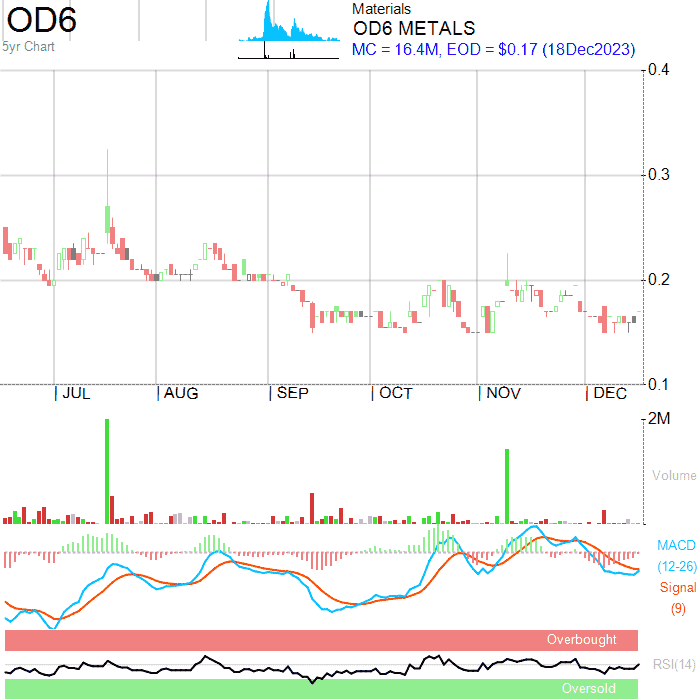 OD6
5yr Chart
Materials
OD6 METALS
MC = 16.4M, EOD = $0.17 (18Dec2023)
0.4
0.3
0.2
0.1
JUL AUG SEP OCT NOV DEC
2M
Volume
MACD
(12-26)
Signal
(9)
Overbought
RSI(14)
Oversold